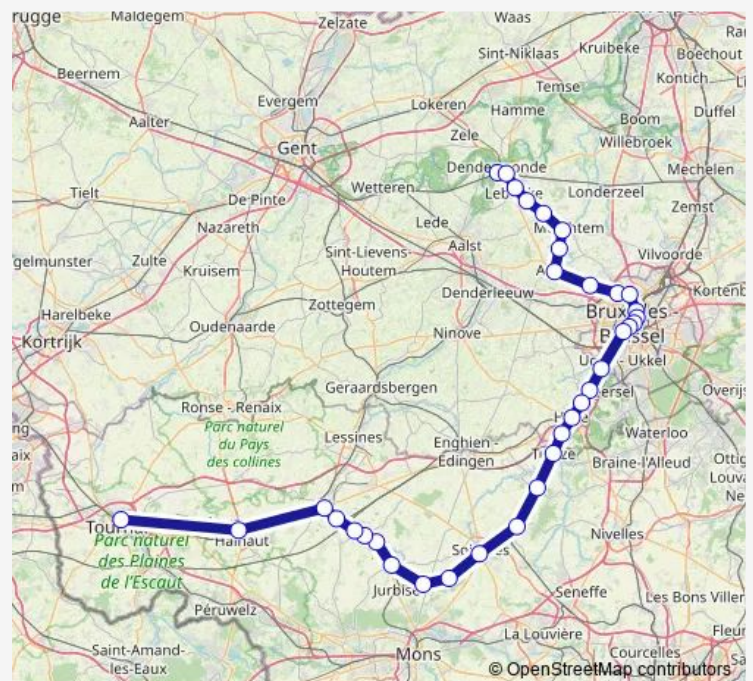 rugge
Maldegem
Zelzate
Waas
Sint-Niklaas
Kruibeke
Boechout
Beernem
Kontich
Temse
Evergem
Lokeren
Hamme
Duffel
Aalter
Boom
Zele
Willebroek
Gent
Mechelen
Wetteren
Londerzeel
Tielt
De Pinte
Zemst
Lede
Nazareth
Aalst
Sint-Lievens-
Houtem
Vilvoorde
gelmunster
Zulte
Kruisem
Denderleeuw
Zottegem
Harelbeke
Oudenaarde
Ninove
Kortrijk
Geraardsbergen
Overijs
Ronse - Renaix
Parc naturel
du Pays
des collines
Lessines
Enghien -
Edingen
Waterloo
Braine-l'Alleud
Parc naturel
des Plaines
de l'Escaut
Nivelles
Péruwelz
Seneffe
Les Bons Viller
La Louvière
Saint-Amand-
les-Eaux
Mons
Courcelles
© OpenStreetMap contributors